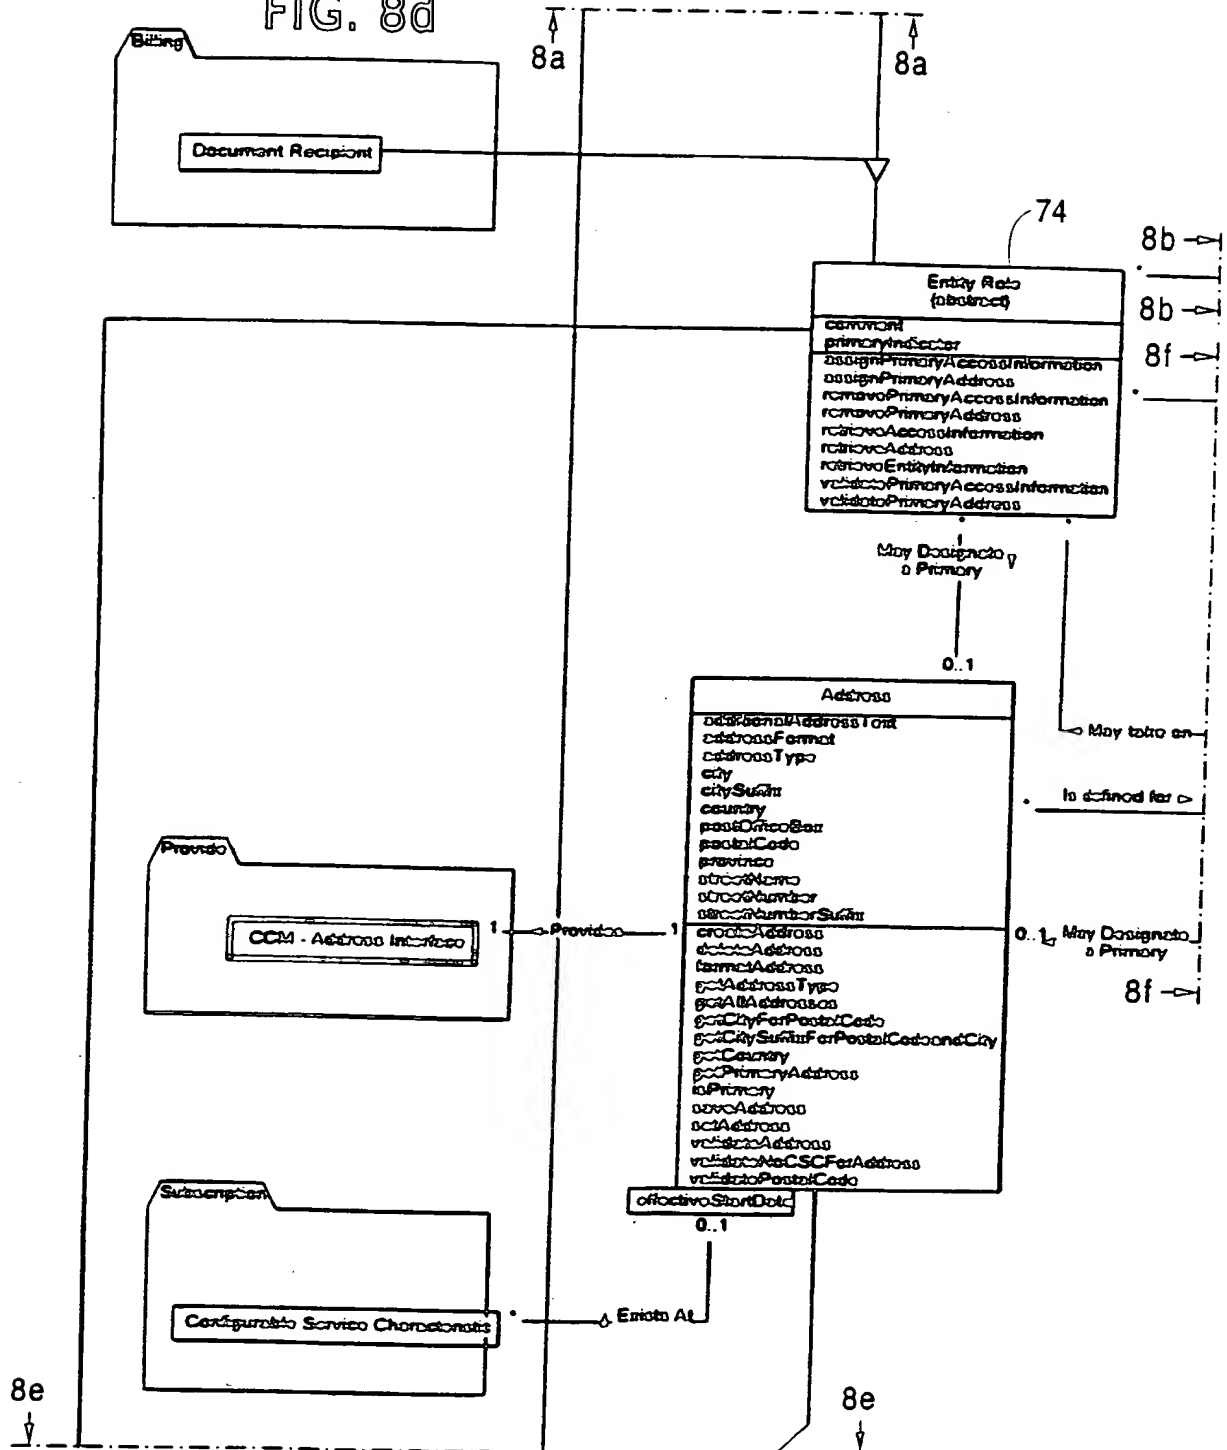 FIG. 8d
8a
8a
Billing
Document Recipient
74
8b
8b
8f
Entity Role
(abstract)
comment
primaryIndicator
assignPrimaryAccessInformation
assignPrimaryAddress
removePrimaryAccessInformation
removePrimaryAddress
retrieveAccessInformation
retrieveAddress
retrieveEntityInformation
validatePrimaryAccessInformation
validatePrimaryAddress
*
*
*
*
May Designate
a Primary
0..1
Address
additionalAddressText
addressFormat
addressType
city
citySuffix
country
postOfficeBox
postalCode
province
streetName
streetNumber
streetNumberSuffix
createAddress
deleteAddress
formatAddress
getAddressType
getAllAddresses
getCityForPostalCode
getCitySuffixForPostalCodeandCity
getCountry
getPrimaryAddress
isPrimary
saveAddress
setAddress
validateAddress
validateNoCSCForAddress
validatePostalCode
May take on
*
Is defined for
0..1
May Designate
a Primary
8f
Provide
CCM - Address Interface
1
Provides
1
effectiveStartDate
0..1
Subscription
Configurable Service Characteristic
*
Exists At
8e
8e